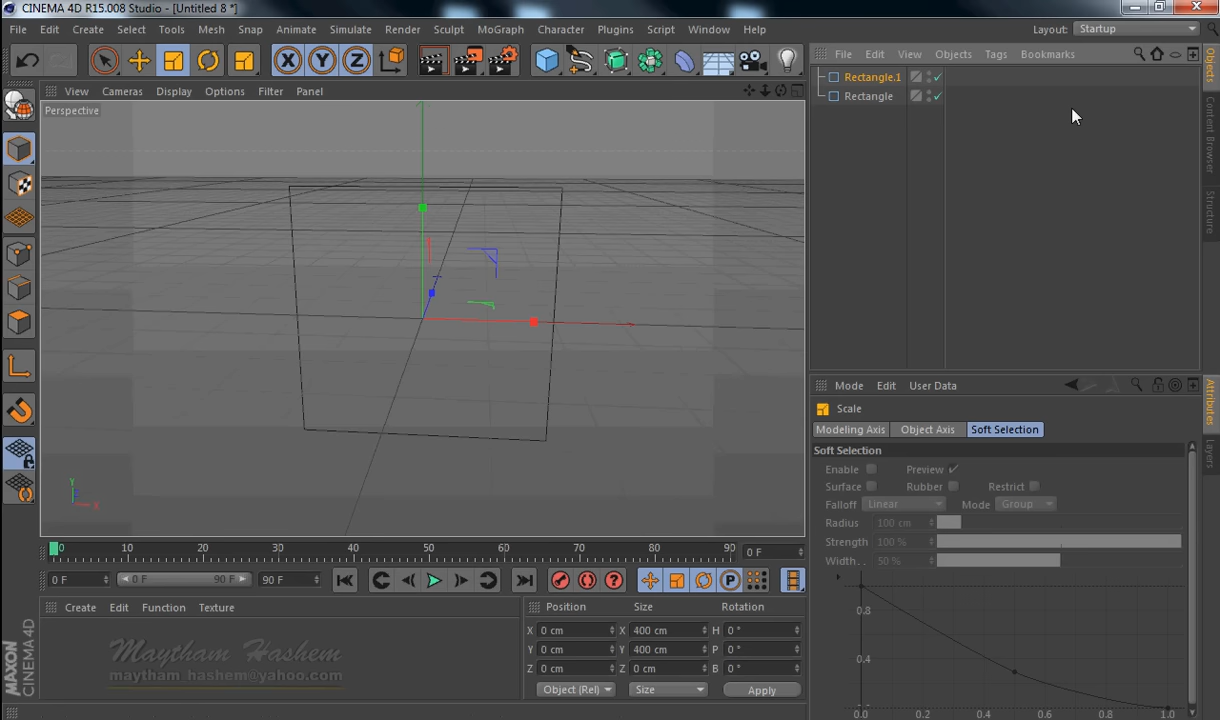 CINEMA 4D R15.008 Studio - [Untitled 8 *]
File Edit Create Select Tools Mesh Snap Animate Simulate Render Sculpt MoGraph Character Plugins Script Window Help Layout: Startup
X Y Z
File Edit View Objects Tags Bookmarks
Objects
Content Browser
Structure
Rectangle.1
Rectangle
View Cameras Display Options Filter Panel
Perspective
Y
X
Mode Edit User Data
Attributes
Layers
Scale
Modeling Axis Object Axis Soft Selection
Soft Selection
Enable Preview
Surface Rubber Restrict
Falloff Linear Mode Group
Radius 100 cm
Strength 100 %
Width. . 50 %
0.8
0.4
0.0 0.2 0.4 0.6 0.8 1.0
0 10 20 30 40 50 60 70 80 90 0 F
0 F 0 F 90 F 90 F
P
Create Edit Function Texture
Maytham Hashem
maytham_hashem@yahoo.com
MAXON
CINEMA 4D
Position Size Rotation
X 0 cm X 400 cm H 0 °
Y 0 cm Y 400 cm P 0 °
Z 0 cm Z 0 cm B 0 °
Object (Rel) Size Apply